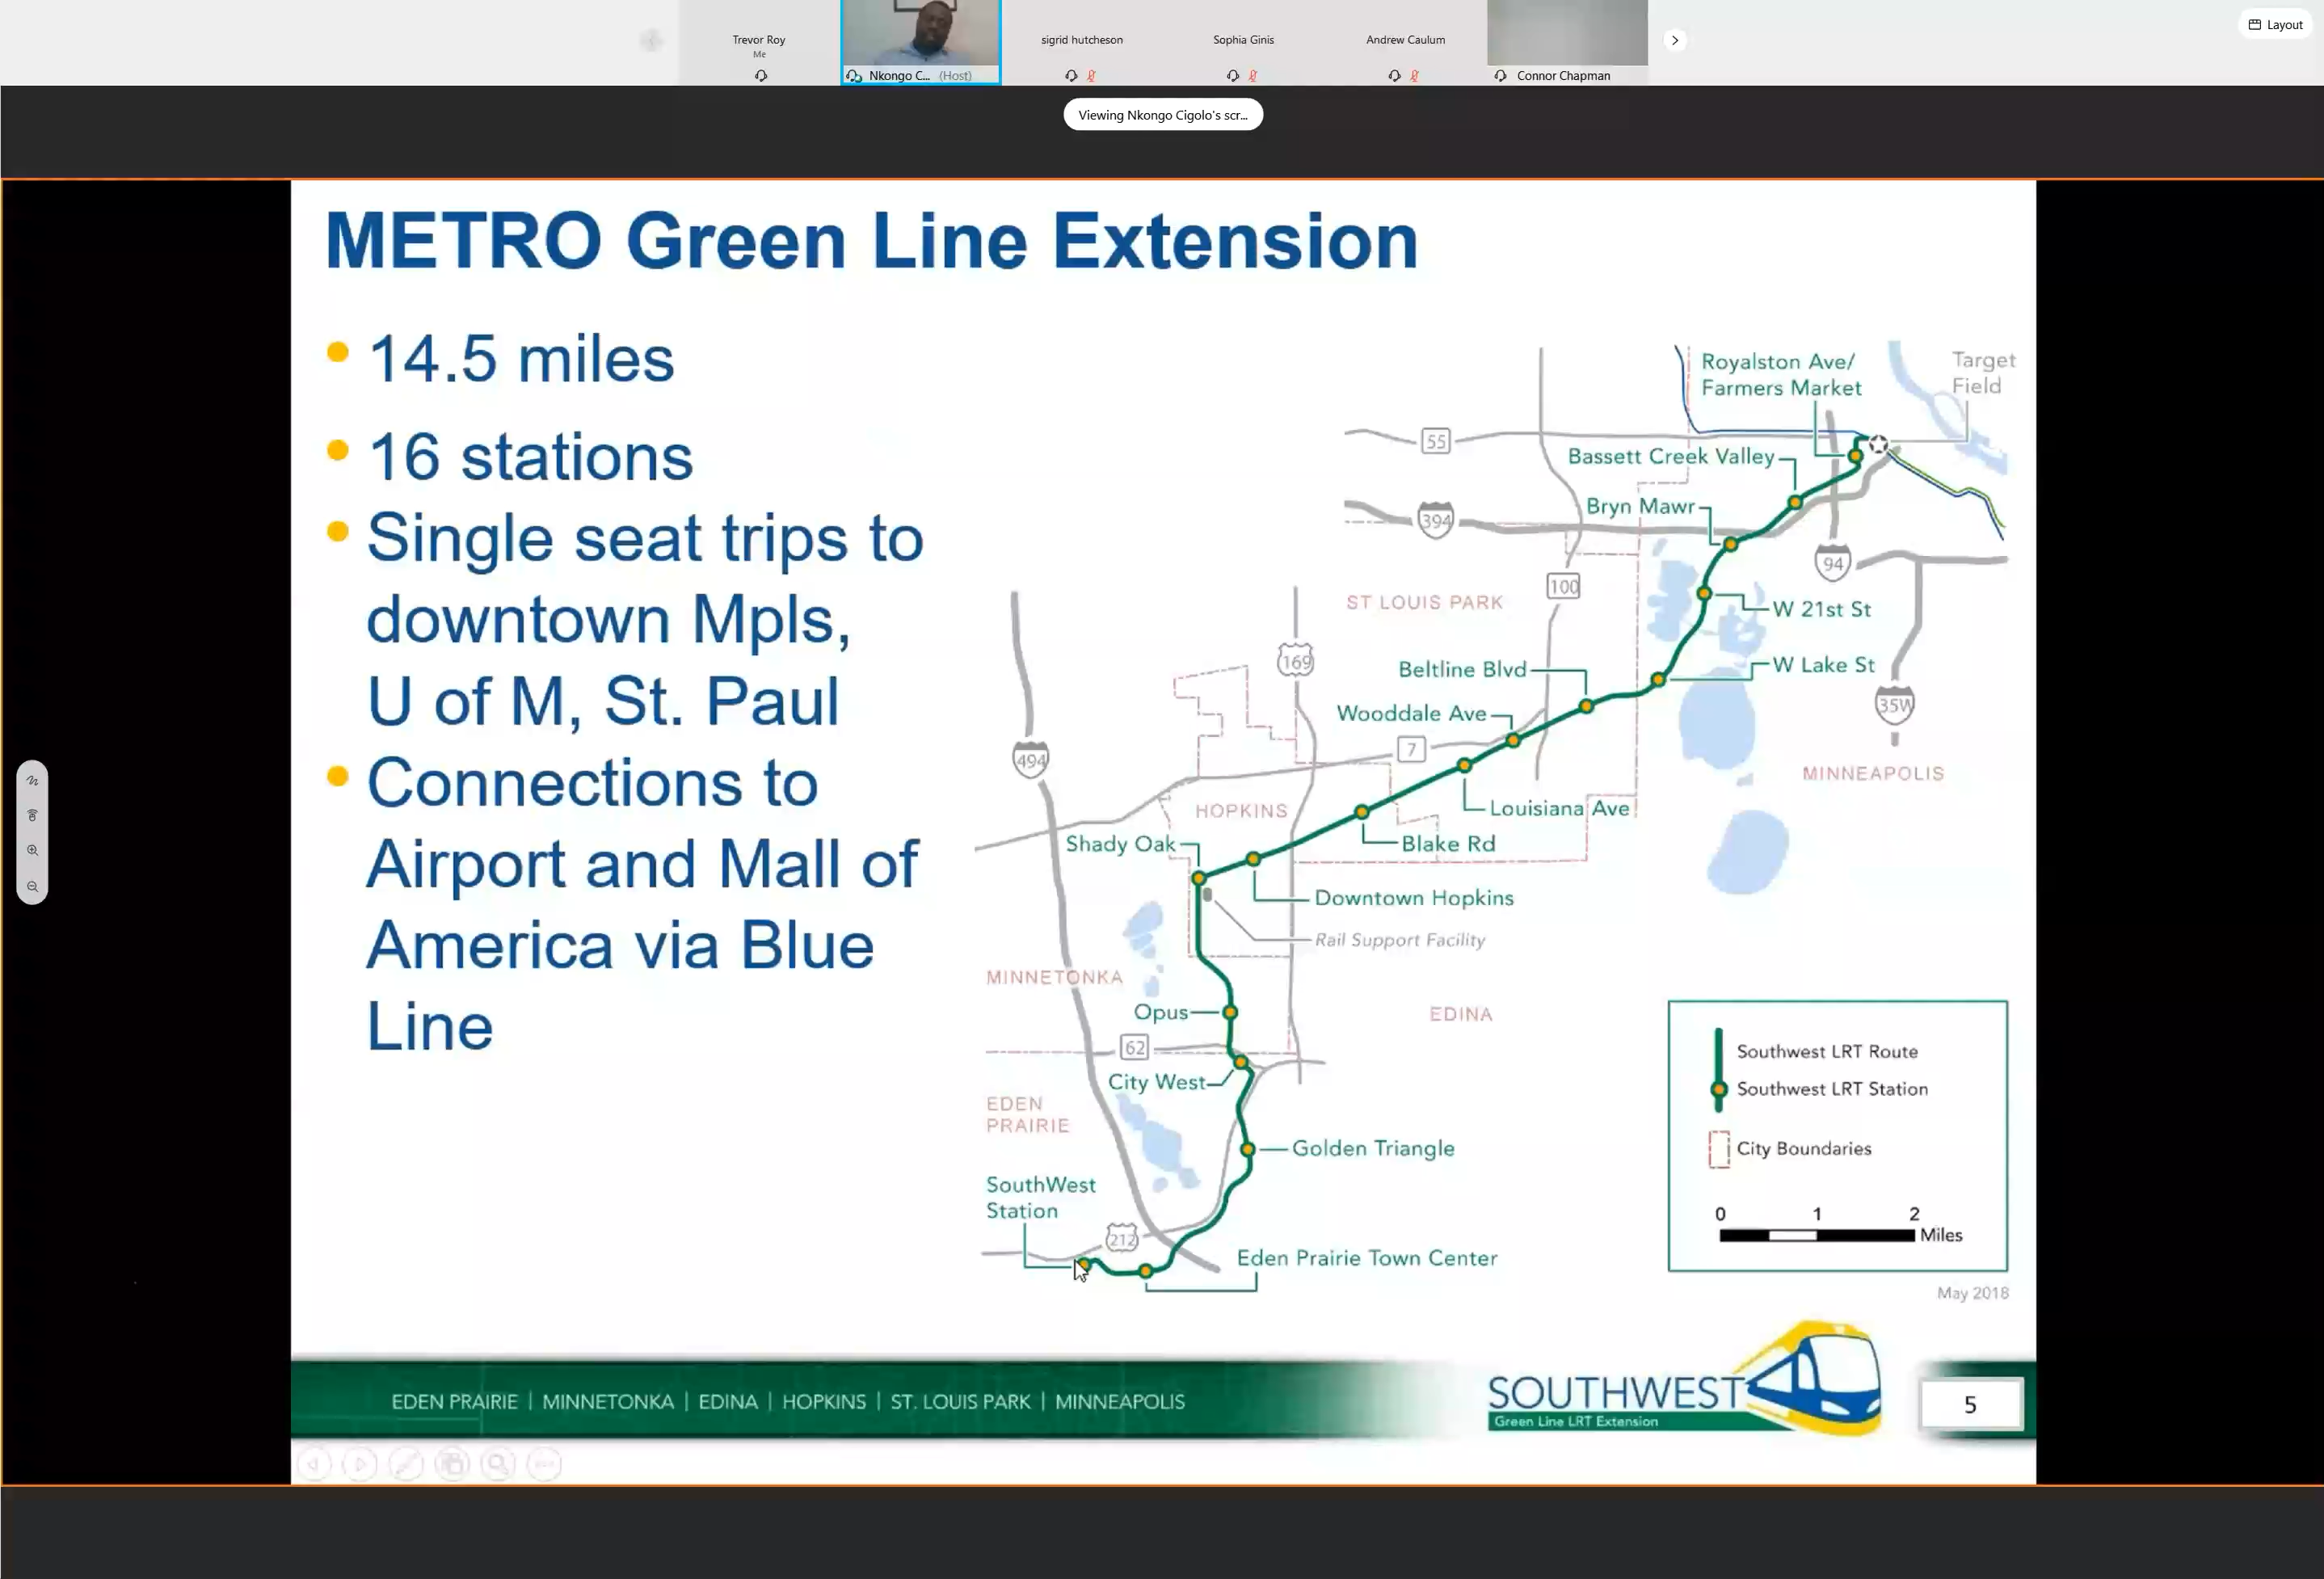 Trevor Roy
Me
Nkongo C... (Host)
sigrid hutcheson
Sophia Ginis
Andrew Caulum
Connor Chapman
Layout
Viewing Nkongo Cigolo's scr...
METRO Green Line Extension
14.5 miles
16 stations
Single seat trips to
downtown Mpls,
U of M, St. Paul
Connections to
Airport and Mall of
America via Blue
Line
Royalston Ave/
Farmers Market
Target
Field
55
Bassett Creek Valley
Bryn Mawr
394
94
100
ST LOUIS PARK
W 21st St
169
Beltline Blvd
W Lake St
Wooddale Ave
35W
7
494
MINNEAPOLIS
HOPKINS
Louisiana Ave
Shady Oak
Blake Rd
Downtown Hopkins
Rail Support Facility
MINNETONKA
Opus
EDINA
62
City West
EDEN
PRAIRIE
Golden Triangle
SouthWest
Station
212
Eden Prairie Town Center
Southwest LRT Route
Southwest LRT Station
City Boundaries
0 1 2
Miles
May 2018
EDEN PRAIRIE | MINNETONKA | EDINA | HOPKINS | ST. LOUIS PARK | MINNEAPOLIS
SOUTHWEST
Green Line LRT Extension
5